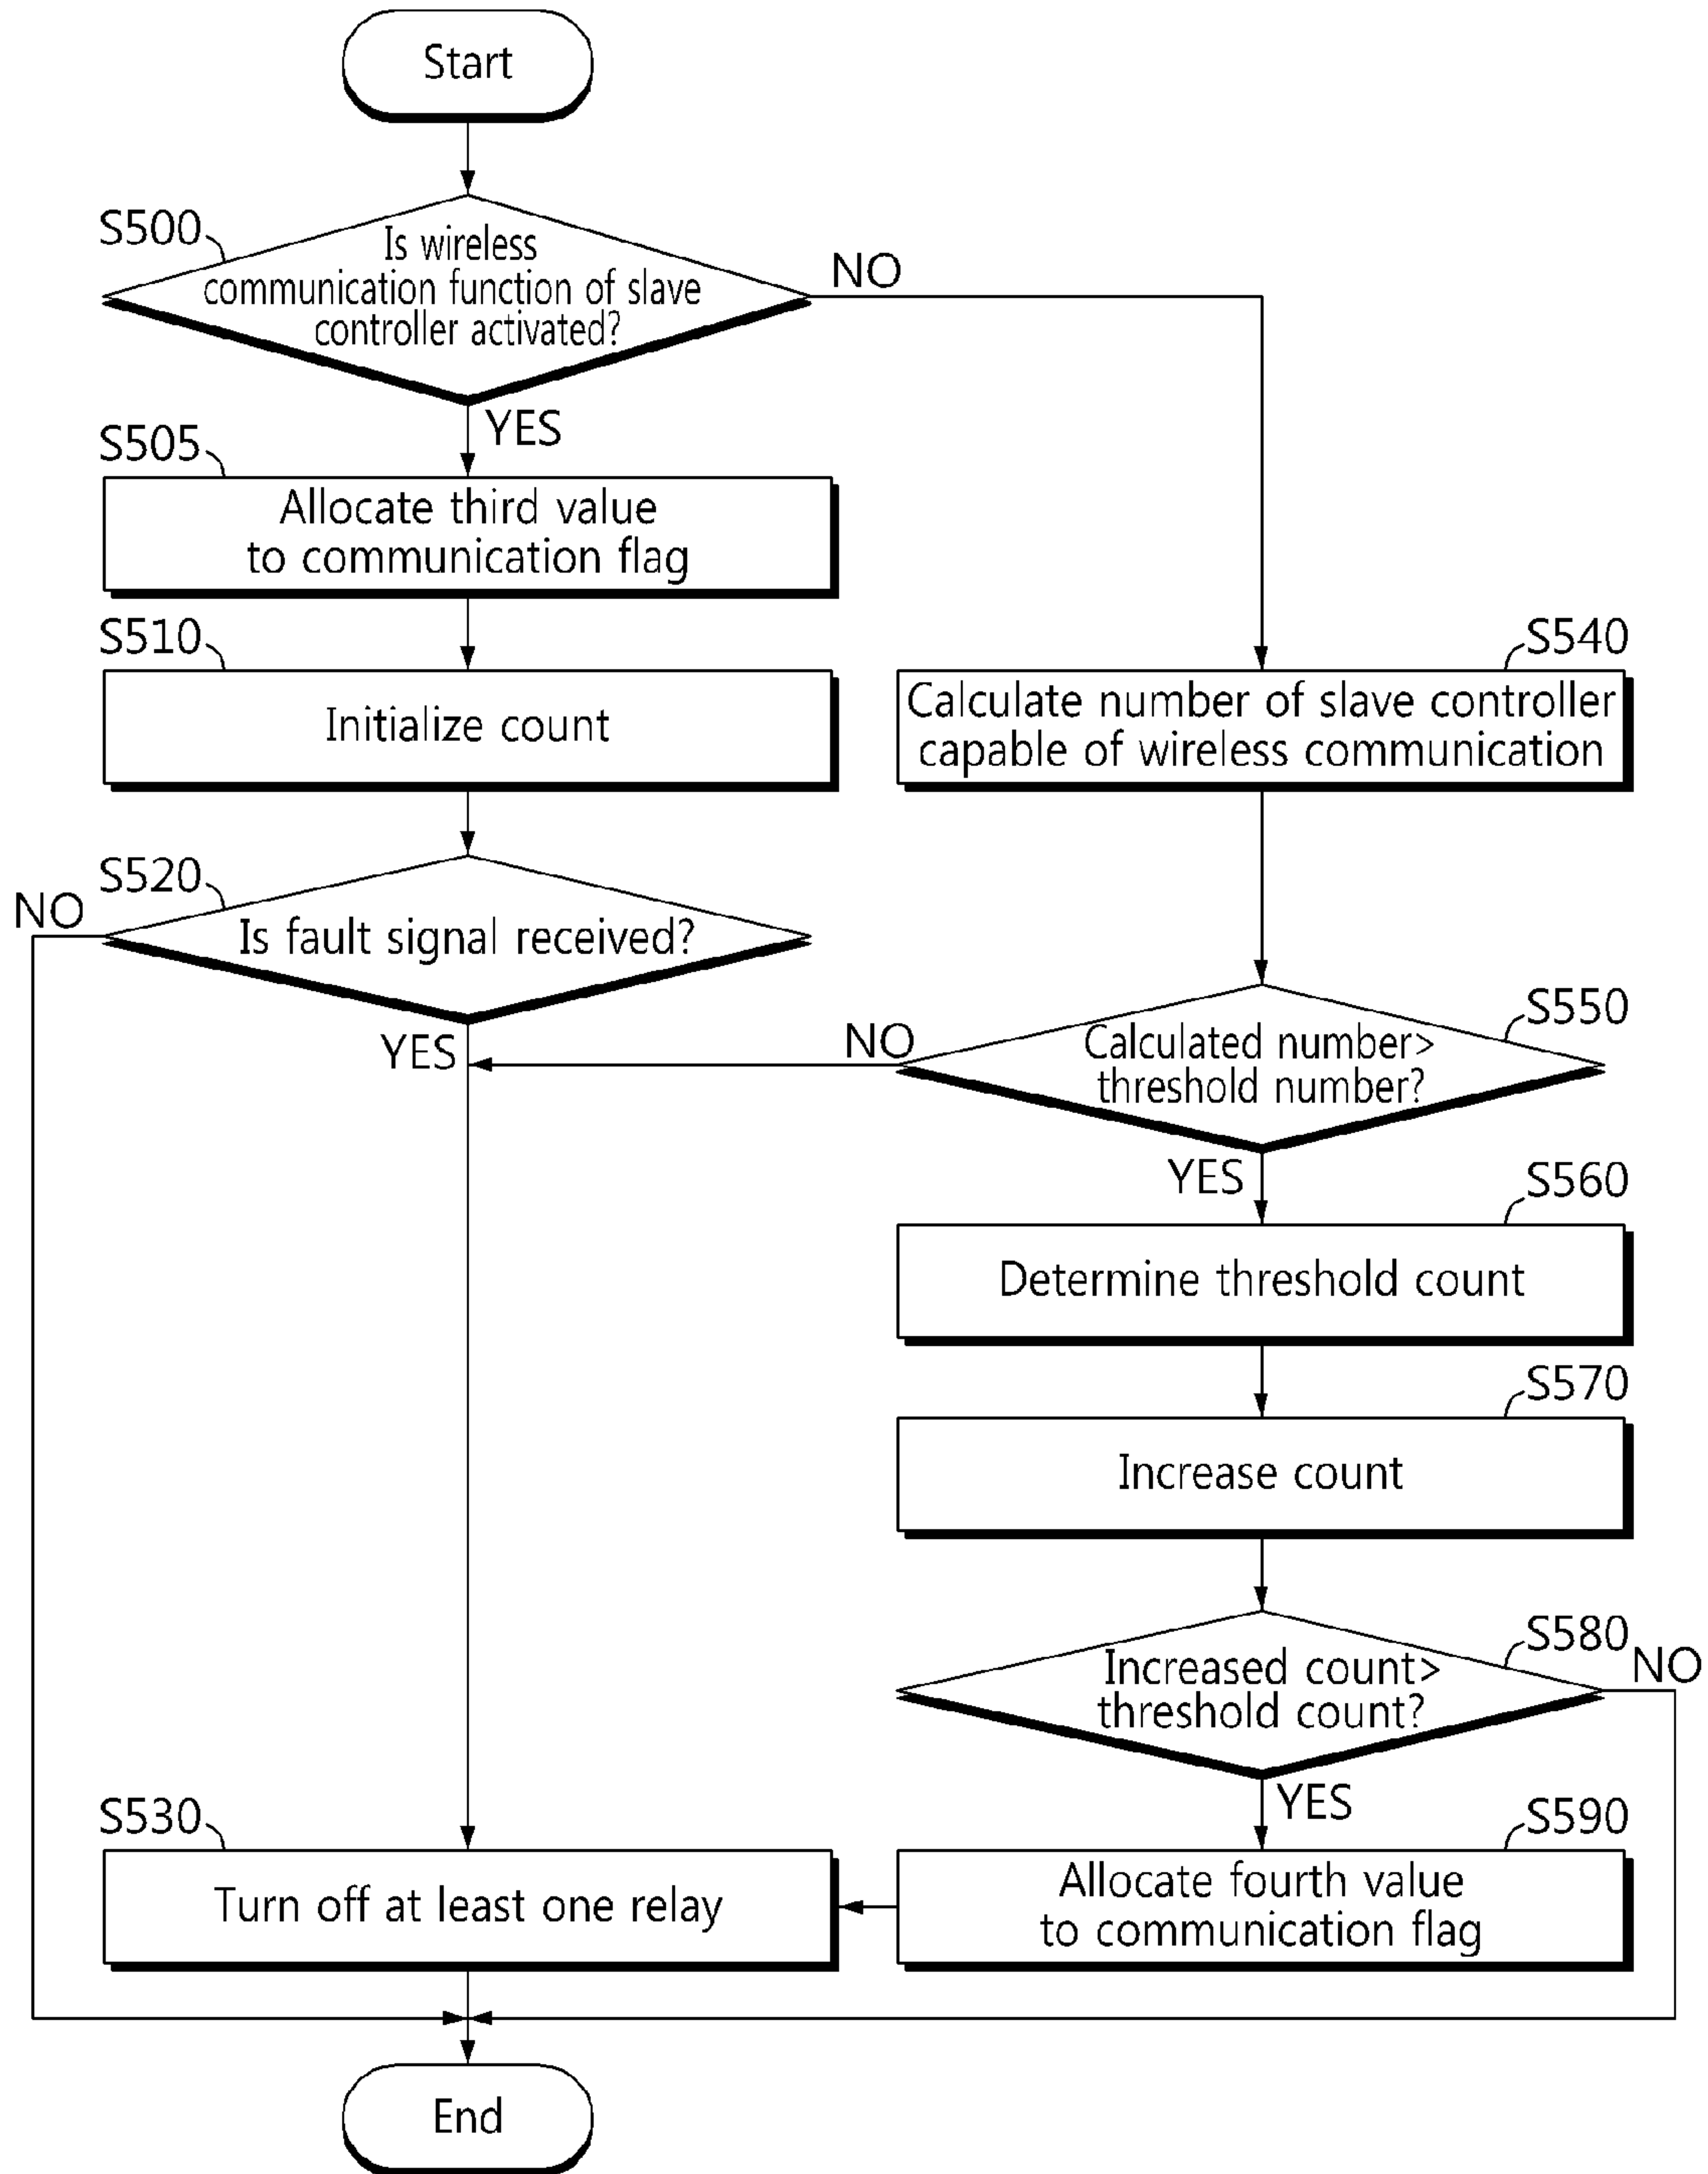 Start
S500
Is wireless
communication function of slave
controller activated?
NO
YES
S505
Allocate third value
to communication flag
S510
Initialize count
S540
Calculate number of slave controller
capable of wireless communication
S520
NO
Is fault signal received?
YES
S550
NO
Calculated number>
threshold number?
YES
S560
Determine threshold count
S570
Increase count
S580
NO
Increased count>
threshold count?
YES
S530
Turn off at least one relay
S590
Allocate fourth value
to communication flag
End